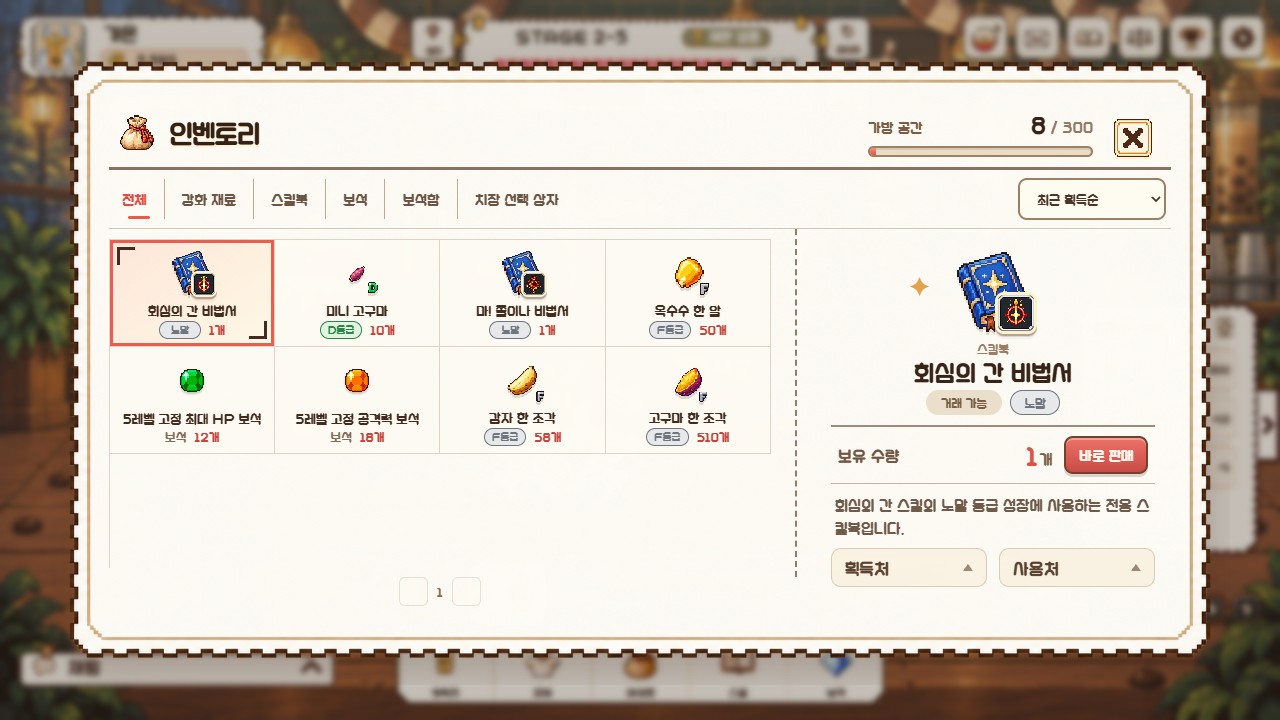 STAGE 2-5
인벤토리
가방 공간
8 / 300
전체
강화 재료
스킬북
보석
보석함
치장 선택 상자
최근 획득순
회심의 간 비법서
노말 1개
D
미니 고구마
D등급 10개
마! 쫄이나 비법서
노말 1개
F
옥수수 한 알
F등급 50개
5레벨 고정 최대 HP 보석
보석 12개
5레벨 고정 공격력 보석
보석 18개
F
감자 한 조각
F등급 58개
F
고구마 한 조각
F등급 510개
1
스킬북
회심의 간 비법서
거래 가능
노말
보유 수량
1개
바로 판매
회심의 간 스킬의 노말 등급 성장에 사용하는 전용 스
킬북입니다.
획득처
사용처